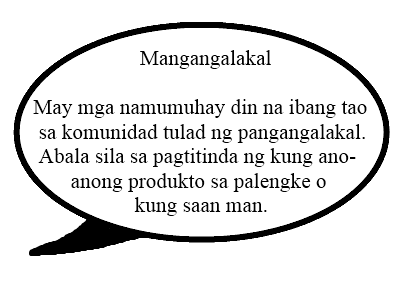 Mangangalakal
May mga namumuhay din na ibang tao
sa komunidad tulad ng pangangalakal.
Abala sila sa pagtitinda ng kung ano-
anong produkto sa palengke o
kung saan man.